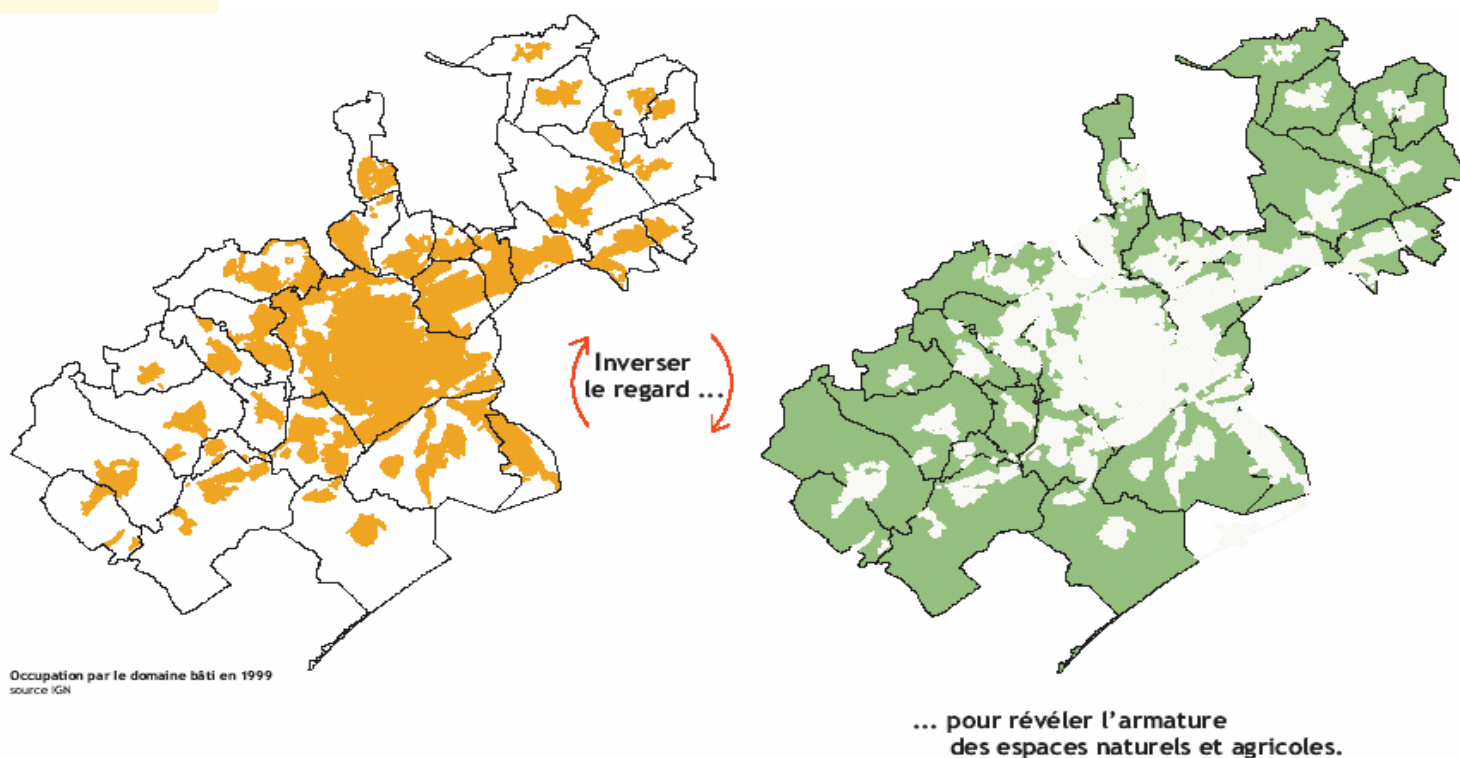 Inverser
le regard ...
Occupation par le domaine bâti en 1999
source IGN
... pour révéler l'armature
des espaces naturels et agricoles.